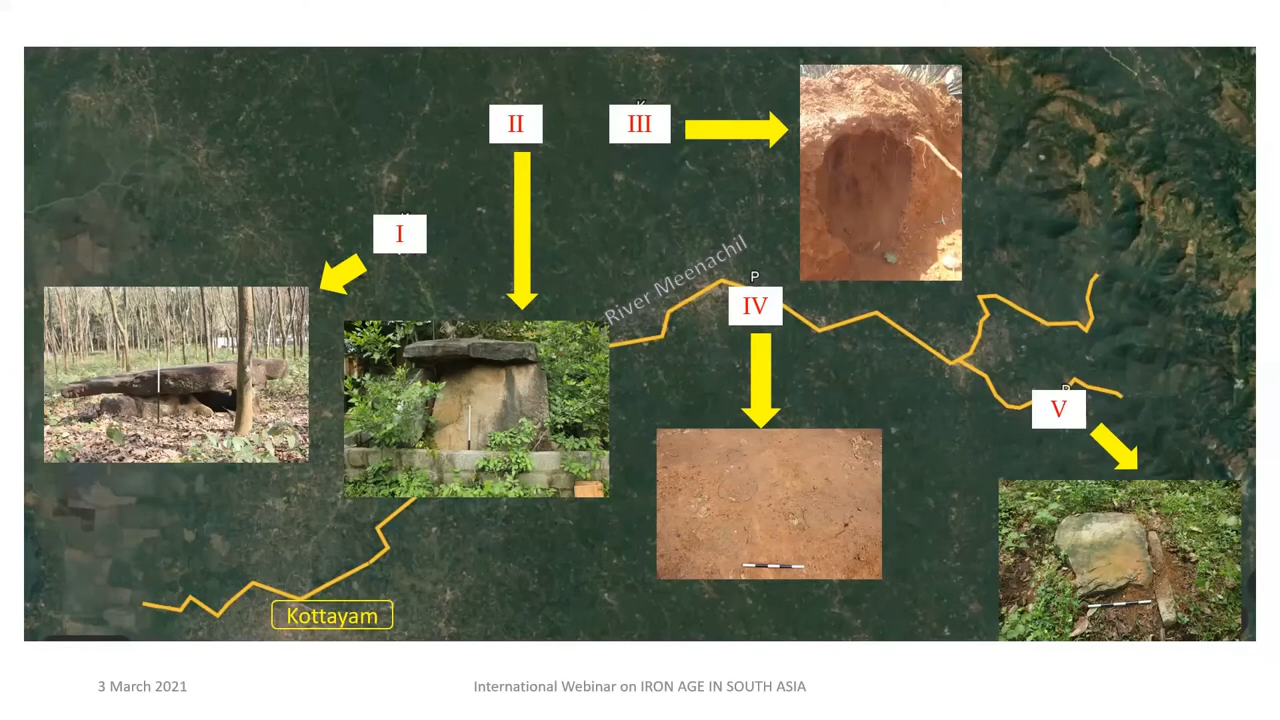 II
III
I
River Meenachil
P
IV
V
Kottayam
3 March 2021
International Webinar on IRON AGE IN SOUTH ASIA